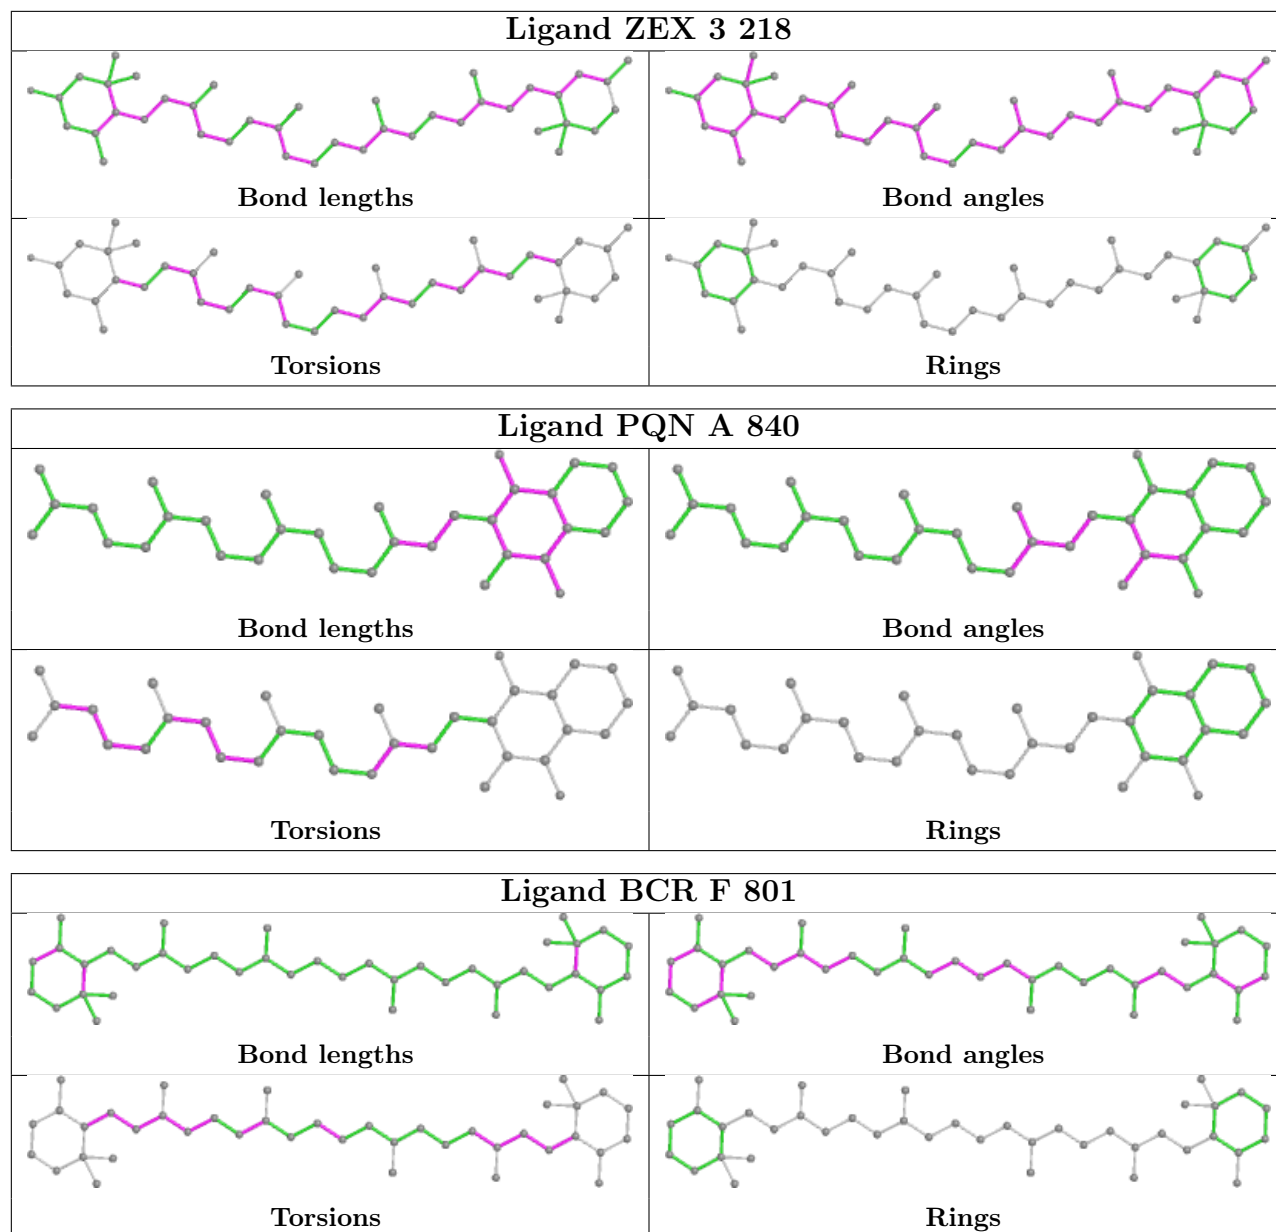 Ligand ZEX 3 218
Bond lengths
Bond angles
Torsions
Rings
Ligand PQN A 840
Bond lengths
Bond angles
Torsions
Rings
Ligand BCR F 801
Bond lengths
Bond angles
Torsions
Rings